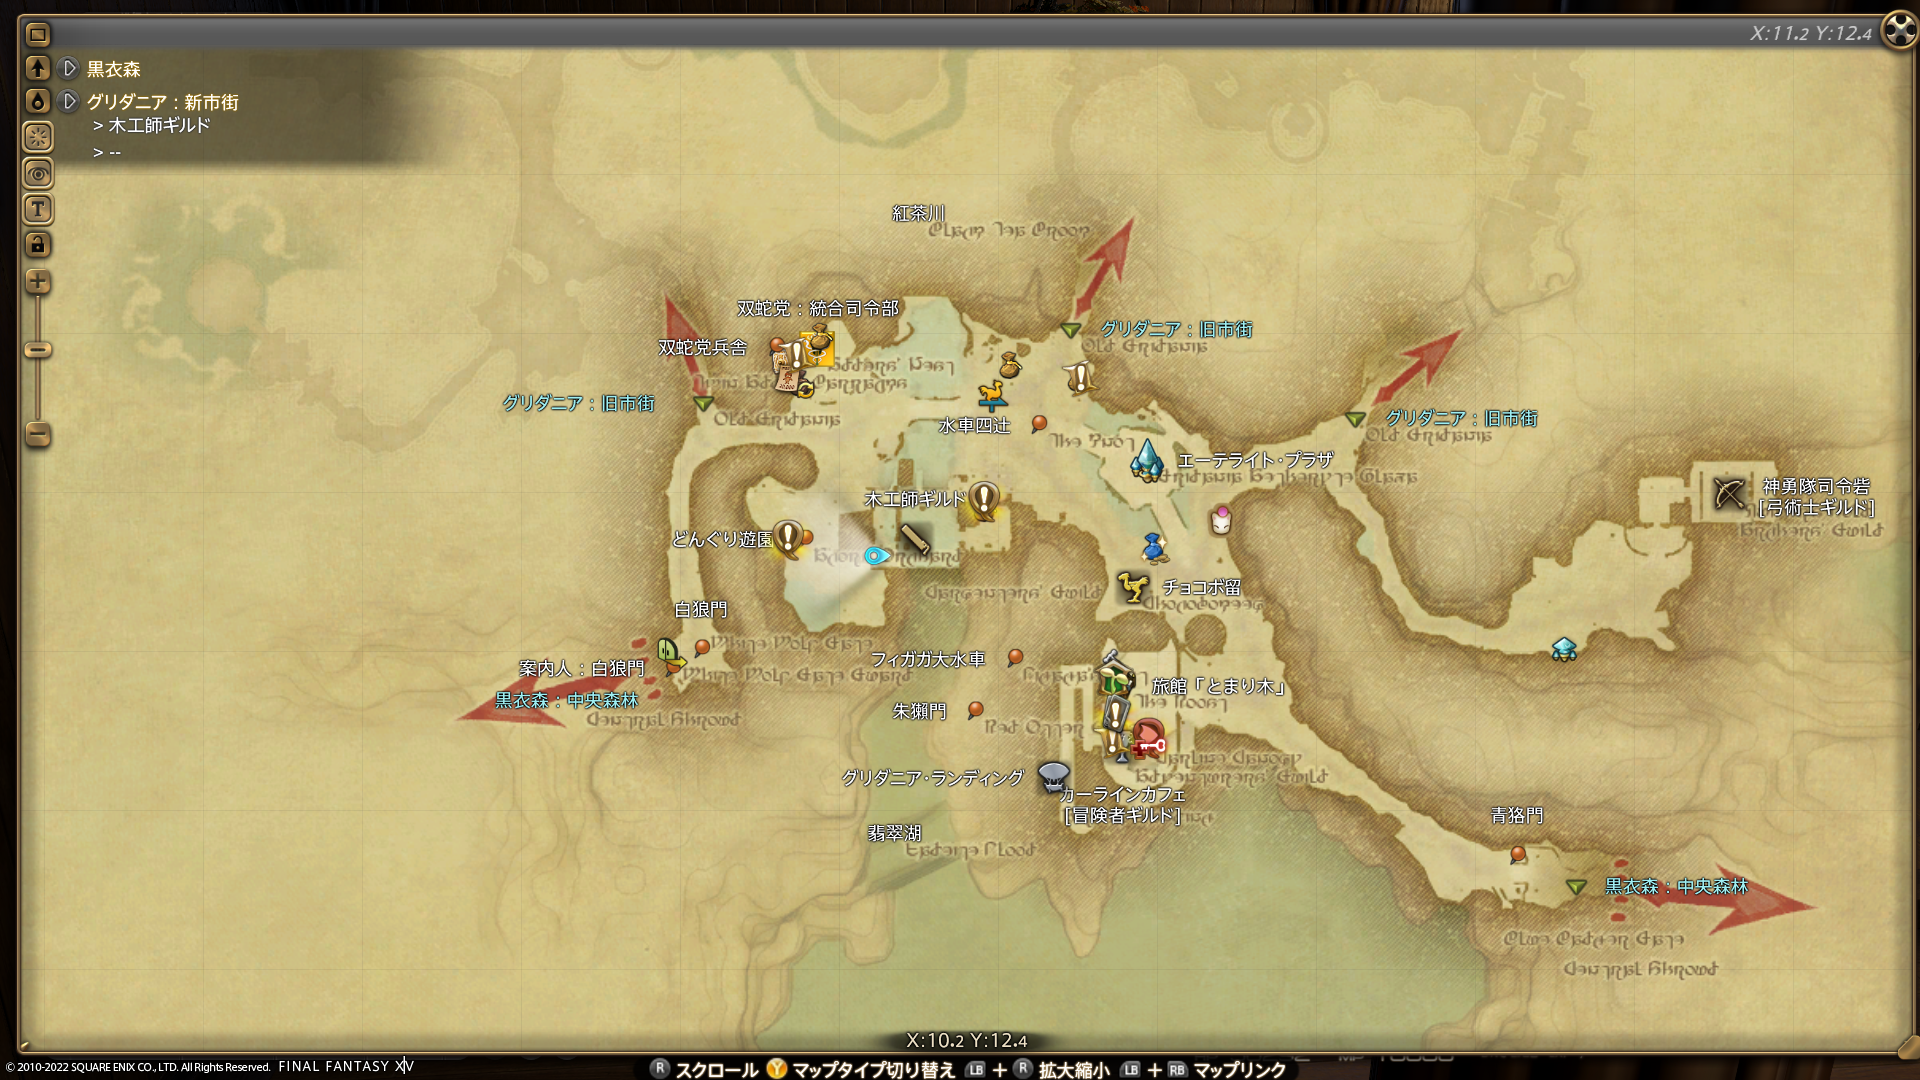 X:11.2 Y:12.4
黒衣森
グリダニア：新市街
> 木工師ギルド
> --
T
紅茶川
双蛇党：統合司令部
双蛇党兵舎
グリダニア：旧市街
グリダニア：旧市街
グリダニア：旧市街
水車四辻
エーテライト・プラザ
木工師ギルド
神勇隊司令砦
[弓術士ギルド]
どんぐり遊園
チョコボ留
白狼門
フィガガ大水車
案内人：白狼門
黒衣森：中央森林
旅館「とまり木」
朱獺門
グリダニア・ランディング
カーラインカフェ
[冒険者ギルド]
翡翠湖
青狢門
黒衣森：中央森林
X:10.2 Y:12.4
© 2010-2022 SQUARE ENIX CO., LTD. All Rights Reserved. FINAL FANTASY XIV
R スクロール Y マップタイプ切り替え LB + R 拡大縮小 LB + RB マップリンク